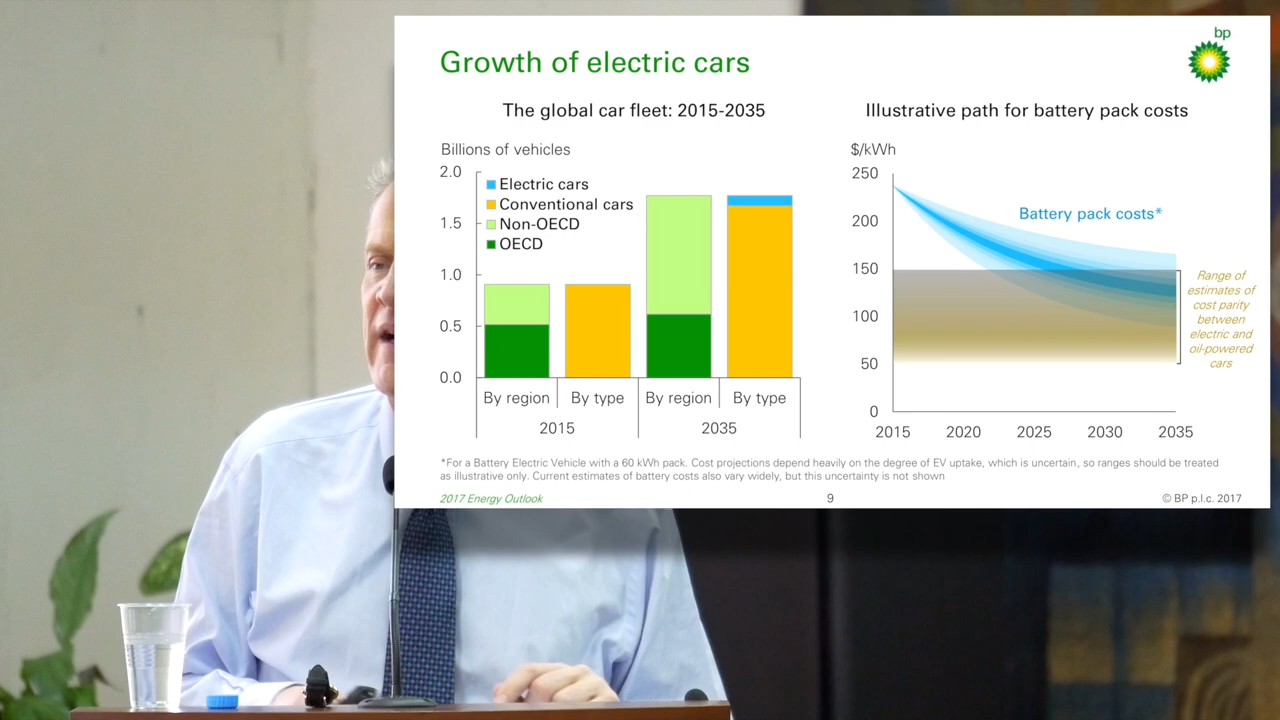 bp
Growth of electric cars
The global car fleet: 2015-2035
Billions of vehicles
2.0
1.5
1.0
0.5
0.0
Electric cars
Conventional cars
Non-OECD
OECD
By region
By type
By region
By type
2015
2035
Illustrative path for battery pack costs
$/kWh
250
200
150
100
50
0
Battery pack costs*
Range of
estimates of
cost parity
between
electric and
oil-powered
cars
2015
2020
2025
2030
2035
*For a Battery Electric Vehicle with a 60 kWh pack. Cost projections depend heavily on the degree of EV uptake, which is uncertain, so ranges should be treated
as illustrative only. Current estimates of battery costs also vary widely, but this uncertainty is not shown
2017 Energy Outlook
9
© BP p.l.c. 2017